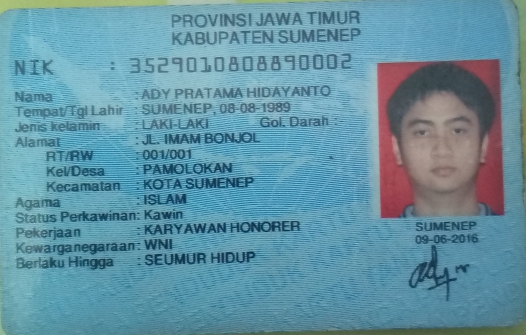 PROVINSI JAWA TIMUR
KABUPATEN SUMENEP
NIK : 3529010808890002
Nama : ADY PRATAMA HIDAYANTO
Tempat/Tgl Lahir : SUMENEP, 08-08-1989
Jenis kelamin : LAKI-LAKI Gol. Darah :-
Alamat : JL. IMAM BONJOL
RT/RW : 001/001
Kel/Desa : PAMOLOKAN
Kecamatan : KOTA SUMENEP
Agama : ISLAM
Status Perkawinan: Kawin
Pekerjaan : KARYAWAN HONORER
Kewarganegaraan: WNI
Berlaku Hingga : SEUMUR HIDUP
SUMENEP
09-06-2016